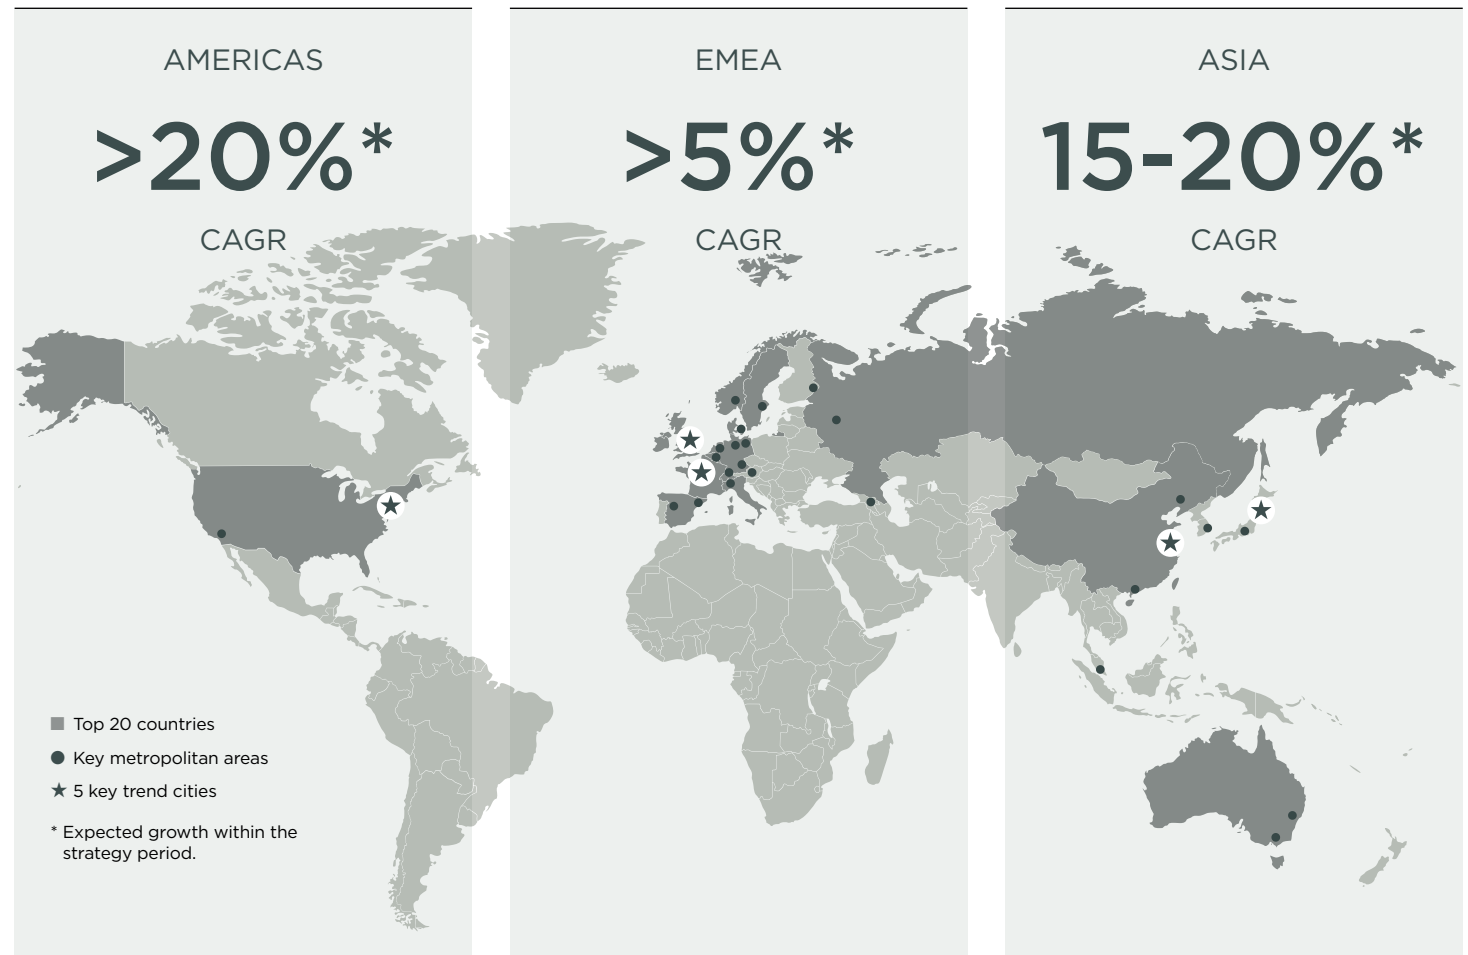 AMERICAS
>20%*
CAGR
EMEA
>5%*
CAGR
ASIA
15-20%*
CAGR
Top 20 countries
Key metropolitan areas
5 key trend cities
* Expected growth within the
strategy period.